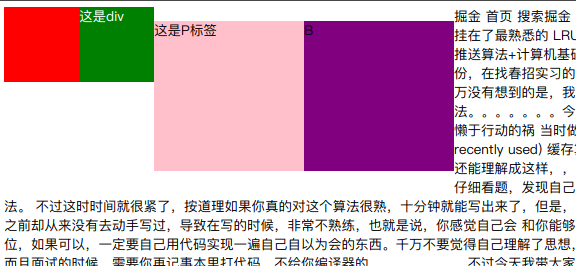 这是div
这是P标签
B
掘金 首页 搜索掘金
挂在了最熟悉的 LRU
推送算法+计算机基础
份，在找春招实习的
万没有想到的是，我
法。。。。。。。今
懒于行动的祸 当时做
recently used) 缓存
还能理解成这样，，
仔细看题，发现自己
法。 不过这时时间就很紧了，按道理如果你真的对这个算法很熟，十分钟就能写出来了，但是，
之前却从来没有去动手写过，导致在写的时候，非常不熟练，也就是说，你感觉自己会 和你能够
位，如果可以，一定要自己用代码实现一遍自己自以为会的东西。千万不要觉得自己理解了思想，
而且面试的时候，需要你再记事本里打代码，不给你编译器的 不过今天我带大家